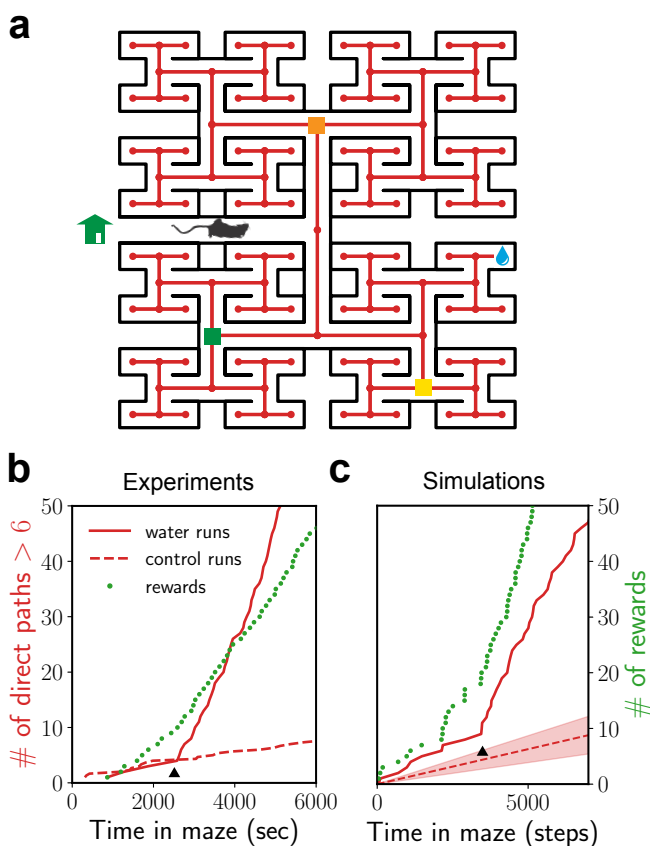 a
b
Experiments
50
40
30
20
10
0
# of direct paths > 6
water runs
control runs
rewards
0
2000
4000
6000
Time in maze (sec)
c
Simulations
50
40
30
20
10
0
# of rewards
0
5000
Time in maze (steps)